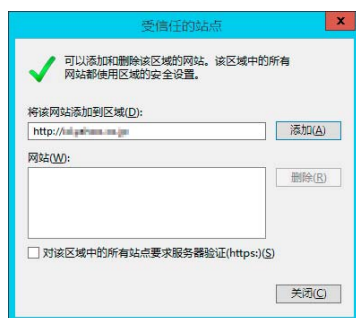 受信任的站点
x
可以添加和删除该区域的网站。该区域中的所有
网站都使用区域的安全设置。
将该网站添加到区域(D):
http://
添加(A)
网站(W):
删除(R)
对该区域中的所有站点要求服务器验证(https:)(S)
关闭(C)